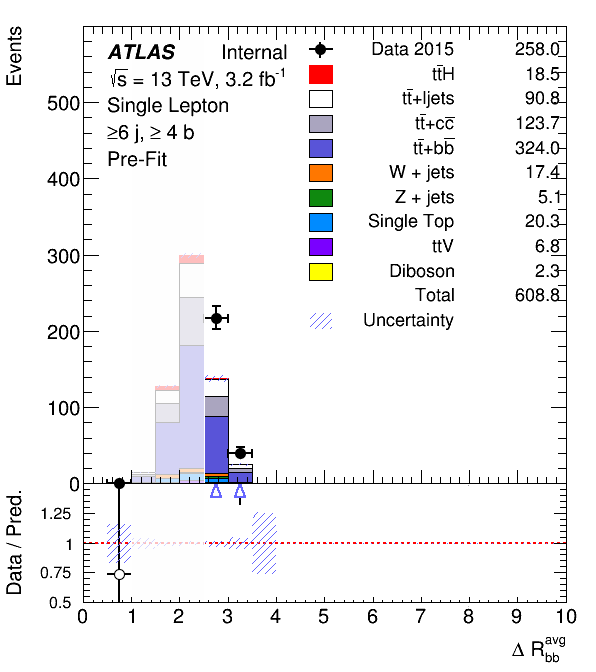 Events
ATLAS Internal
√s = 13 TeV, 3.2 fb⁻¹
Single Lepton
≥6 j, ≥ 4 b
Pre-Fit
Data 2015 258.0
tt̄H 18.5
tt̄+ljets 90.8
tt̄+cc̄ 123.7
tt̄+bb̄ 324.0
W + jets 17.4
Z + jets 5.1
Single Top 20.3
ttV 6.8
Diboson 2.3
Total 608.8
Uncertainty
500
400
300
200
100
0
Data / Pred.
1.25
1
0.75
0.5
0 1 2 3 4 5 6 7 8 9 10
Δ R_bb^avg